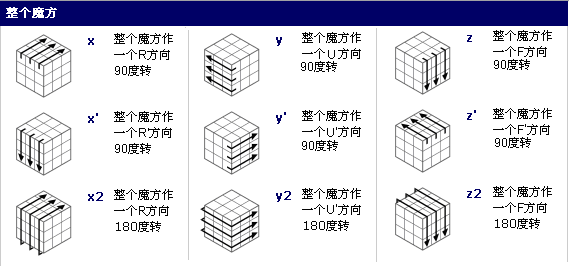 整个魔方
x 整个魔方作
一个R方向
90度转
y 整个魔方作
一个U方向
90度转
z 整个魔方作
一个F方向
90度转
x' 整个魔方作
一个R'方向
90度转
y' 整个魔方作
一个U'方向
90度转
z' 整个魔方作
一个F'方向
90度转
x2 整个魔方作
一个R方向
180度转
y2 整个魔方作
一个U'方向
180度转
z2 整个魔方作
一个F方向
180度转